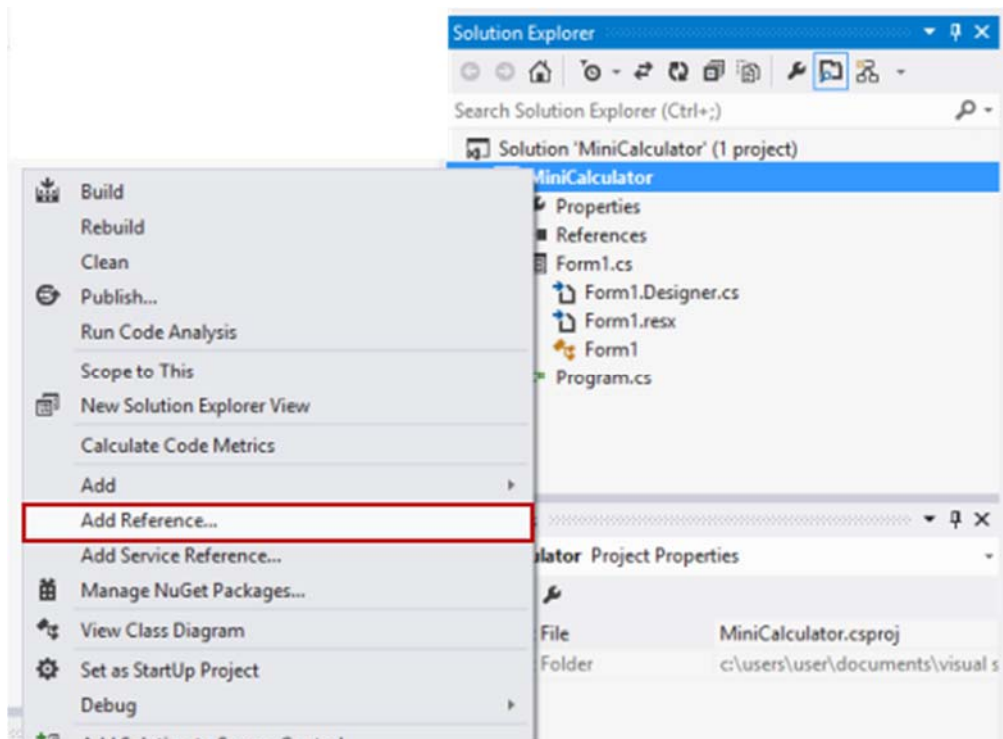 Solution Explorer
Search Solution Explorer (Ctrl+;)
Solution 'MiniCalculator' (1 project)
MiniCalculator
Properties
References
Form1.cs
Form1.Designer.cs
Form1.resx
Form1
Program.cs
Build
Rebuild
Clean
Publish...
Run Code Analysis
Scope to This
New Solution Explorer View
Calculate Code Metrics
Add
Add Reference...
Add Service Reference...
Manage NuGet Packages...
View Class Diagram
Set as StartUp Project
Debug
Project Properties
File MiniCalculator.csproj
Folder c:\users\user\documents\visual s